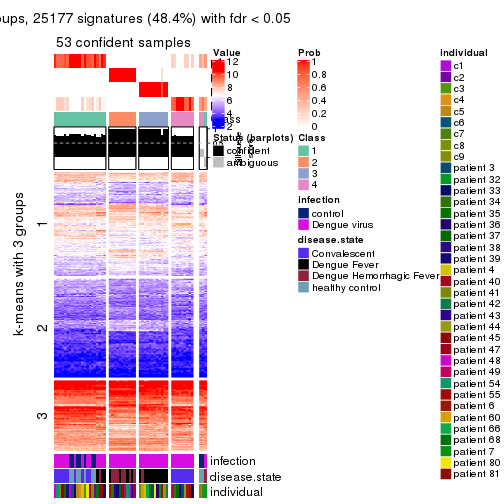 ups, 25177 signatures (48.4%) with fdr < 0.05
53 confident samples
k-means with 3 groups
1
2
3
infection
disease.state
individual
Value
12
10
8
6
4
2
Status (barplots)
confident
ambiguous
Prob
1
0.8
0.6
0.4
0.2
0
Class
1
2
3
4
infection
control
Dengue virus
disease.state
Convalescent
Dengue Fever
Dengue Hemorrhagic Fever
healthy control
individual
c1
c2
c3
c4
c5
c6
c7
c8
c9
patient 3
patient 32
patient 33
patient 34
patient 35
patient 36
patient 37
patient 38
patient 39
patient 4
patient 40
patient 41
patient 42
patient 43
patient 44
patient 45
patient 47
patient 48
patient 49
patient 54
patient 55
patient 6
patient 60
patient 66
patient 68
patient 7
patient 80
patient 81